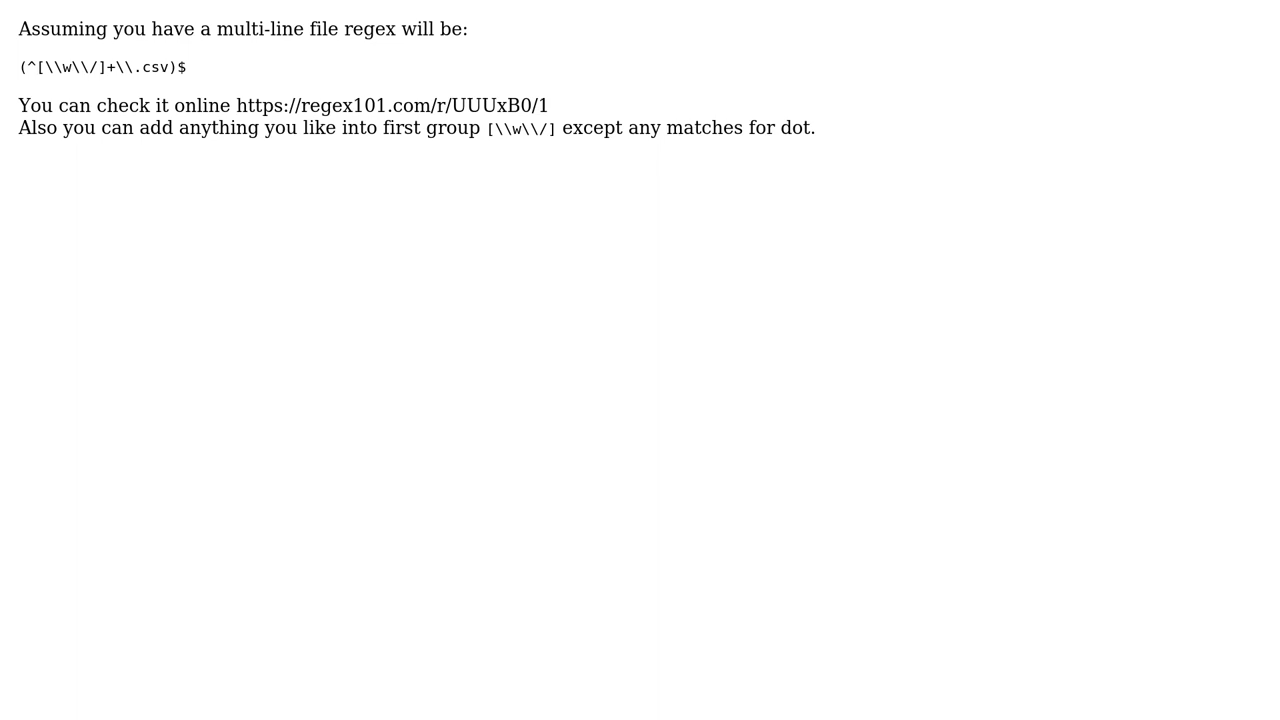 Assuming you have a multi-line file regex will be:
(^[\\w\\/]+\\.csv)$
You can check it online https://regex101.com/r/UUUxB0/1
Also you can add anything you like into first group [\\w\\/] except any matches for dot.